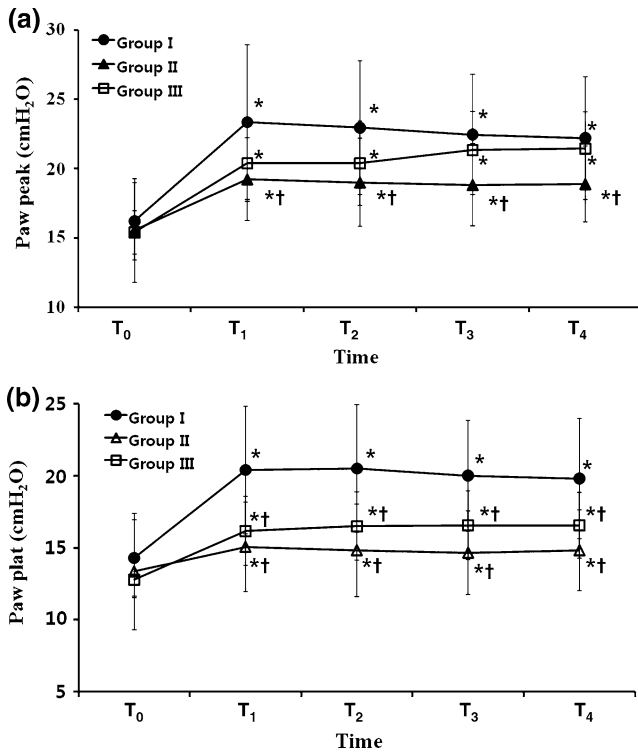 (a)
30
25
20
15
10
Paw peak (cmH₂O)
Group I
Group II
Group III
* * * *
* * * *
*† *† *† *†
T₀ T₁ T₂ T₃ T₄
Time
(b)
25
20
15
10
5
Paw plat (cmH₂O)
Group I
Group II
Group III
* * * *
*† *† *† *†
*† *† *† *†
T₀ T₁ T₂ T₃ T₄
Time